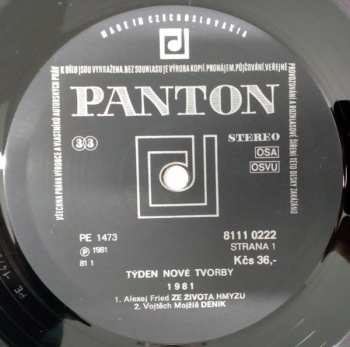 MADE IN CZECHOSLOVAKIA
VŠECHNA PRÁVA VÝROBCE A VLASTNÍKŮ AUTORSKÝCH PRÁV K DÍLU JSOU VYHRAZENA. BEZ SOUHLASU JE VÝROBA KOPIÍ, PRONÁJEM, PŮJČOVÁNÍ, VEŘEJNÉ PROVOZOVÁNÍ A ROZHLASOVÉ ŠÍŘENÍ TÉTO DESKY ZAKÁZÁNO
PANTON
33
STEREO
OSA
OSVU
PE 1473
8111 0222
Ⓟ 1981
STRANA 1
81 1
Kčs 36,-
TÝDEN NOVÉ TVORBY
1981
1. Alexej Fried ZE ŽIVOTA HMYZU
2. Vojtěch Mojžíš DENÍK